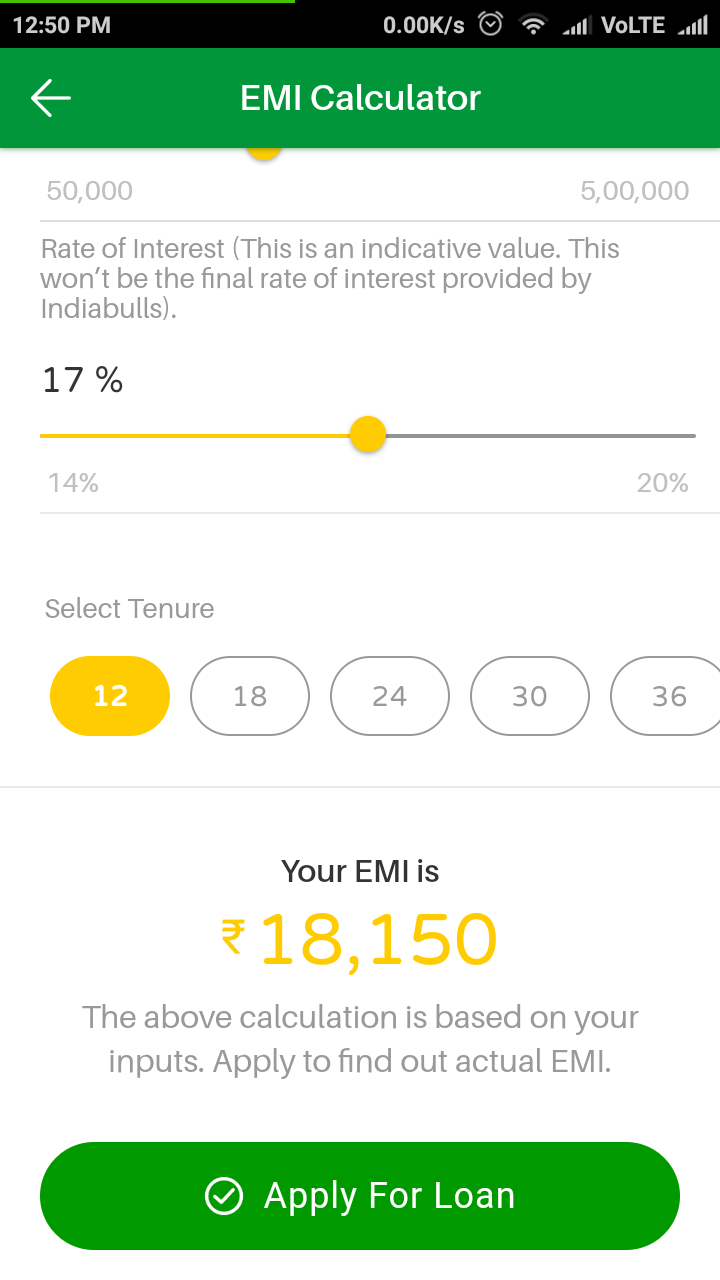 12:50 PM 0.00K/s VoLTE
EMI Calculator
50,000 5,00,000
Rate of Interest (This is an indicative value. This
won’t be the final rate of interest provided by
Indiabulls).
17 %
14% 20%
Select Tenure
12 18 24 30 36
Your EMI is
₹ 18,150
The above calculation is based on your
inputs. Apply to find out actual EMI.
Apply For Loan